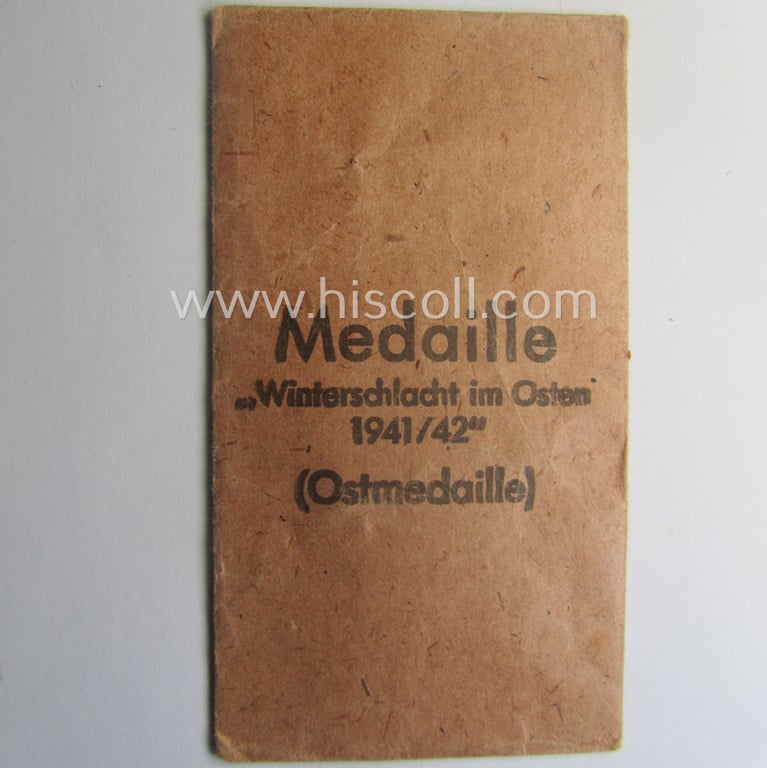 www.hiscoll.com
Medaille
„Winterschlacht im Osten
1941/42"
(Ostmedaille)